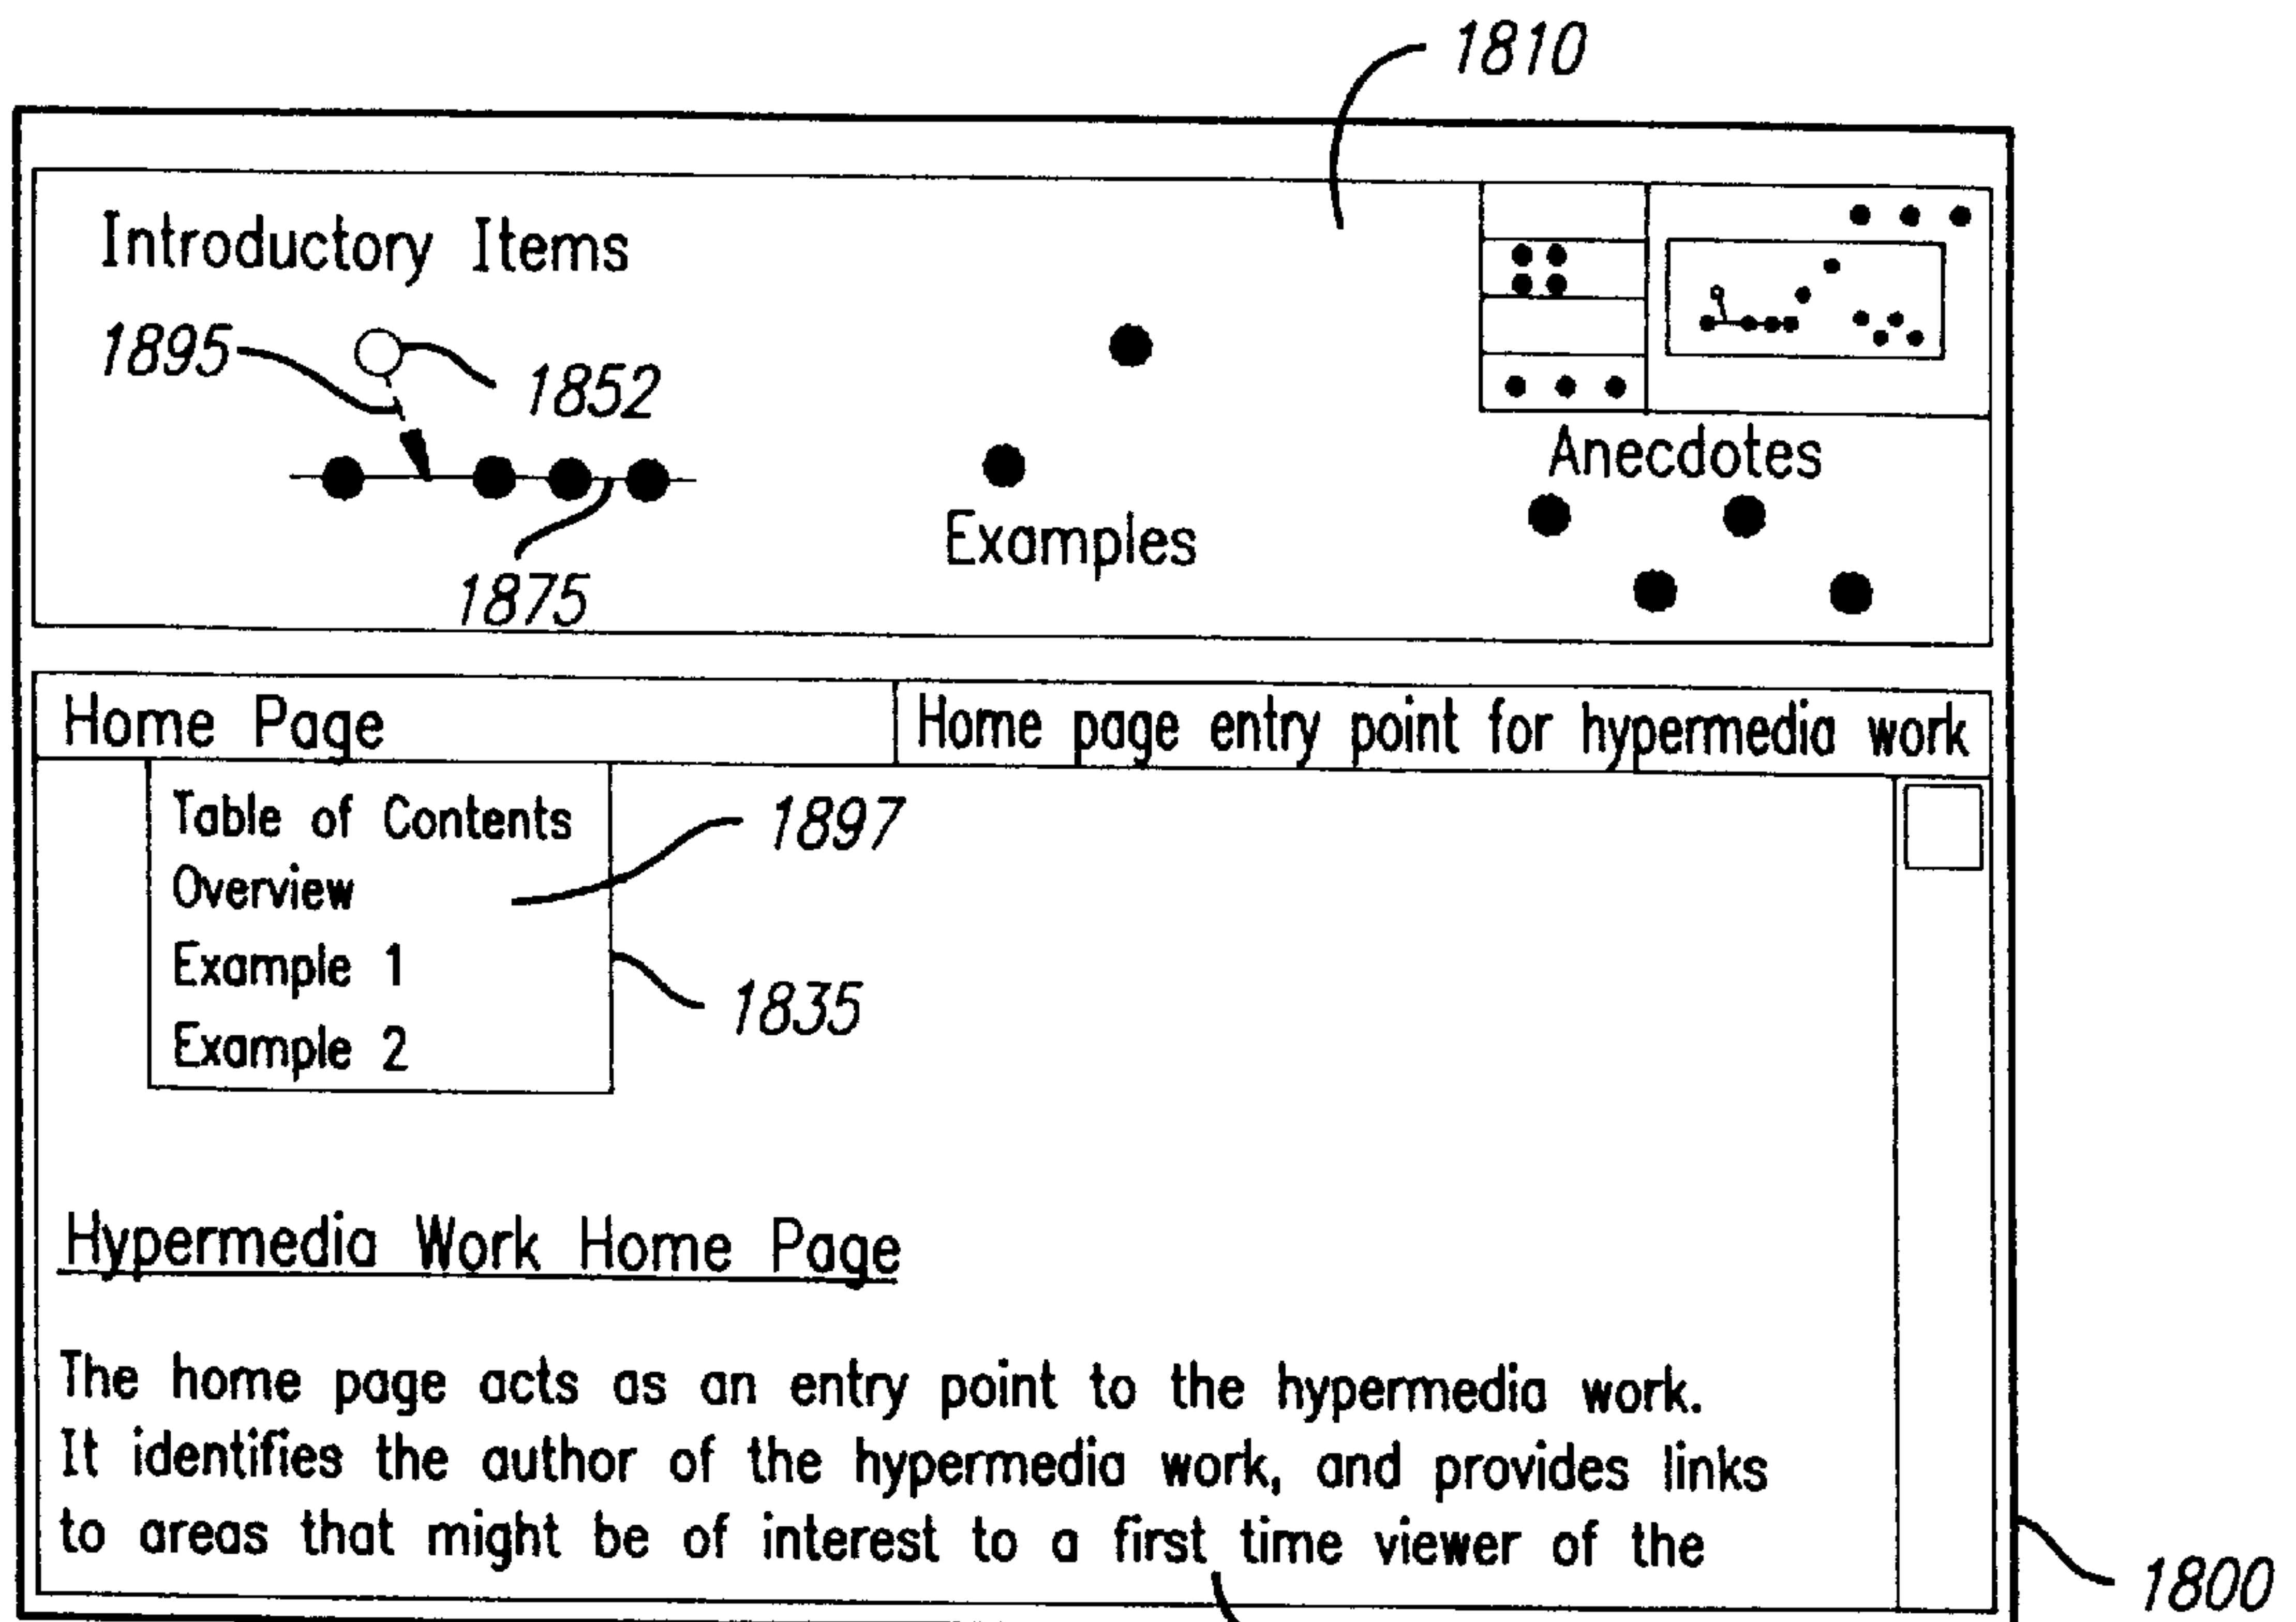 1810
Introductory Items
1895
1852
Anecdotes
Examples
1875
Home Page
Home page entry point for hypermedia work
Table of Contents
1897
Overview
Example 1
1835
Example 2
Hypermedia Work Home Page
The home page acts as an entry point to the hypermedia work.
It identifies the author of the hypermedia work, and provides links
to areas that might be of interest to a first time viewer of the
1800